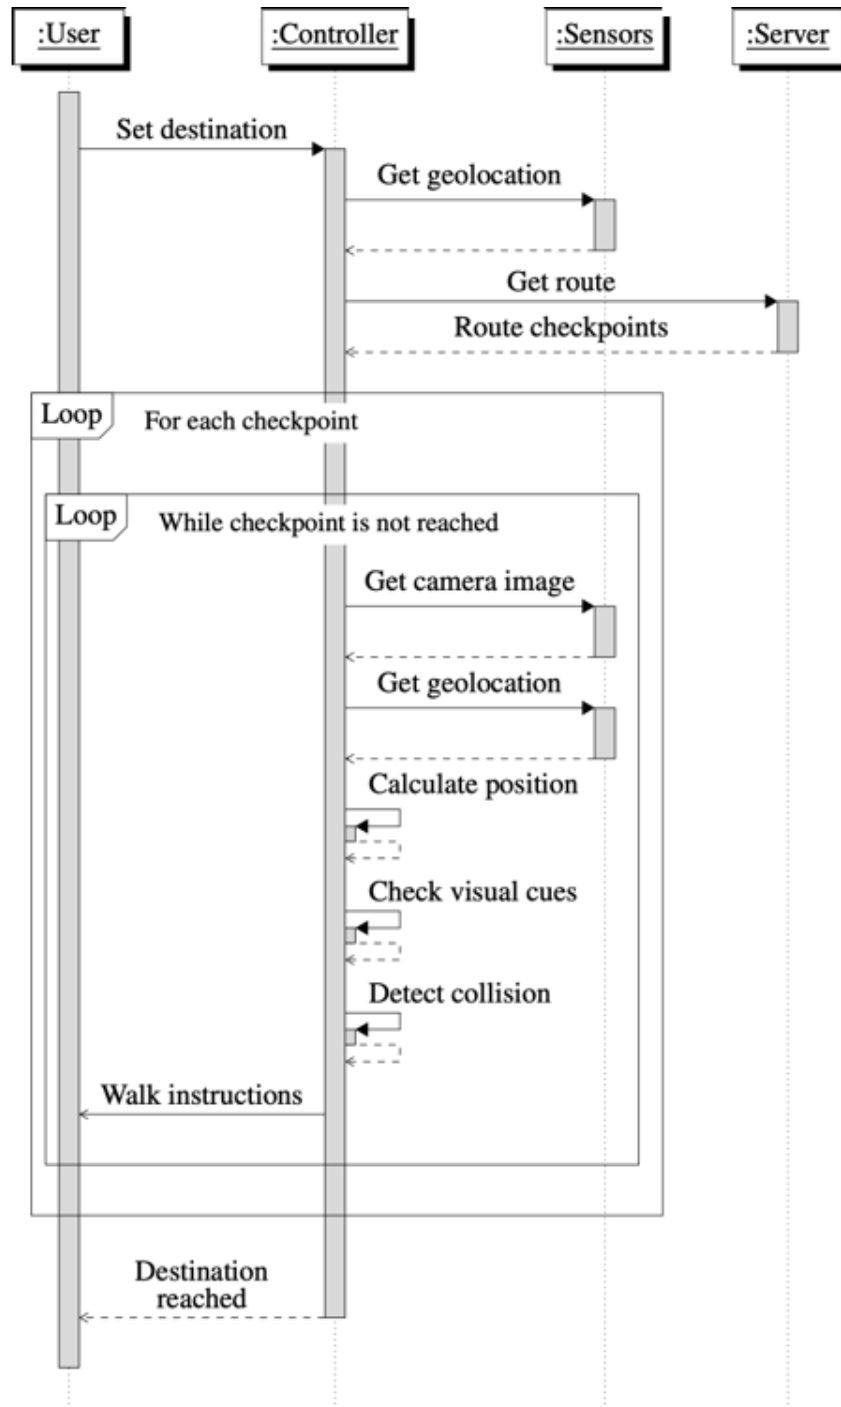 :User
:Controller
:Sensors
:Server
Set destination
Get geolocation
Get route
Route checkpoints
Loop
For each checkpoint
Loop
While checkpoint is not reached
Get camera image
Get geolocation
Calculate position
Check visual cues
Detect collision
Walk instructions
Destination
reached